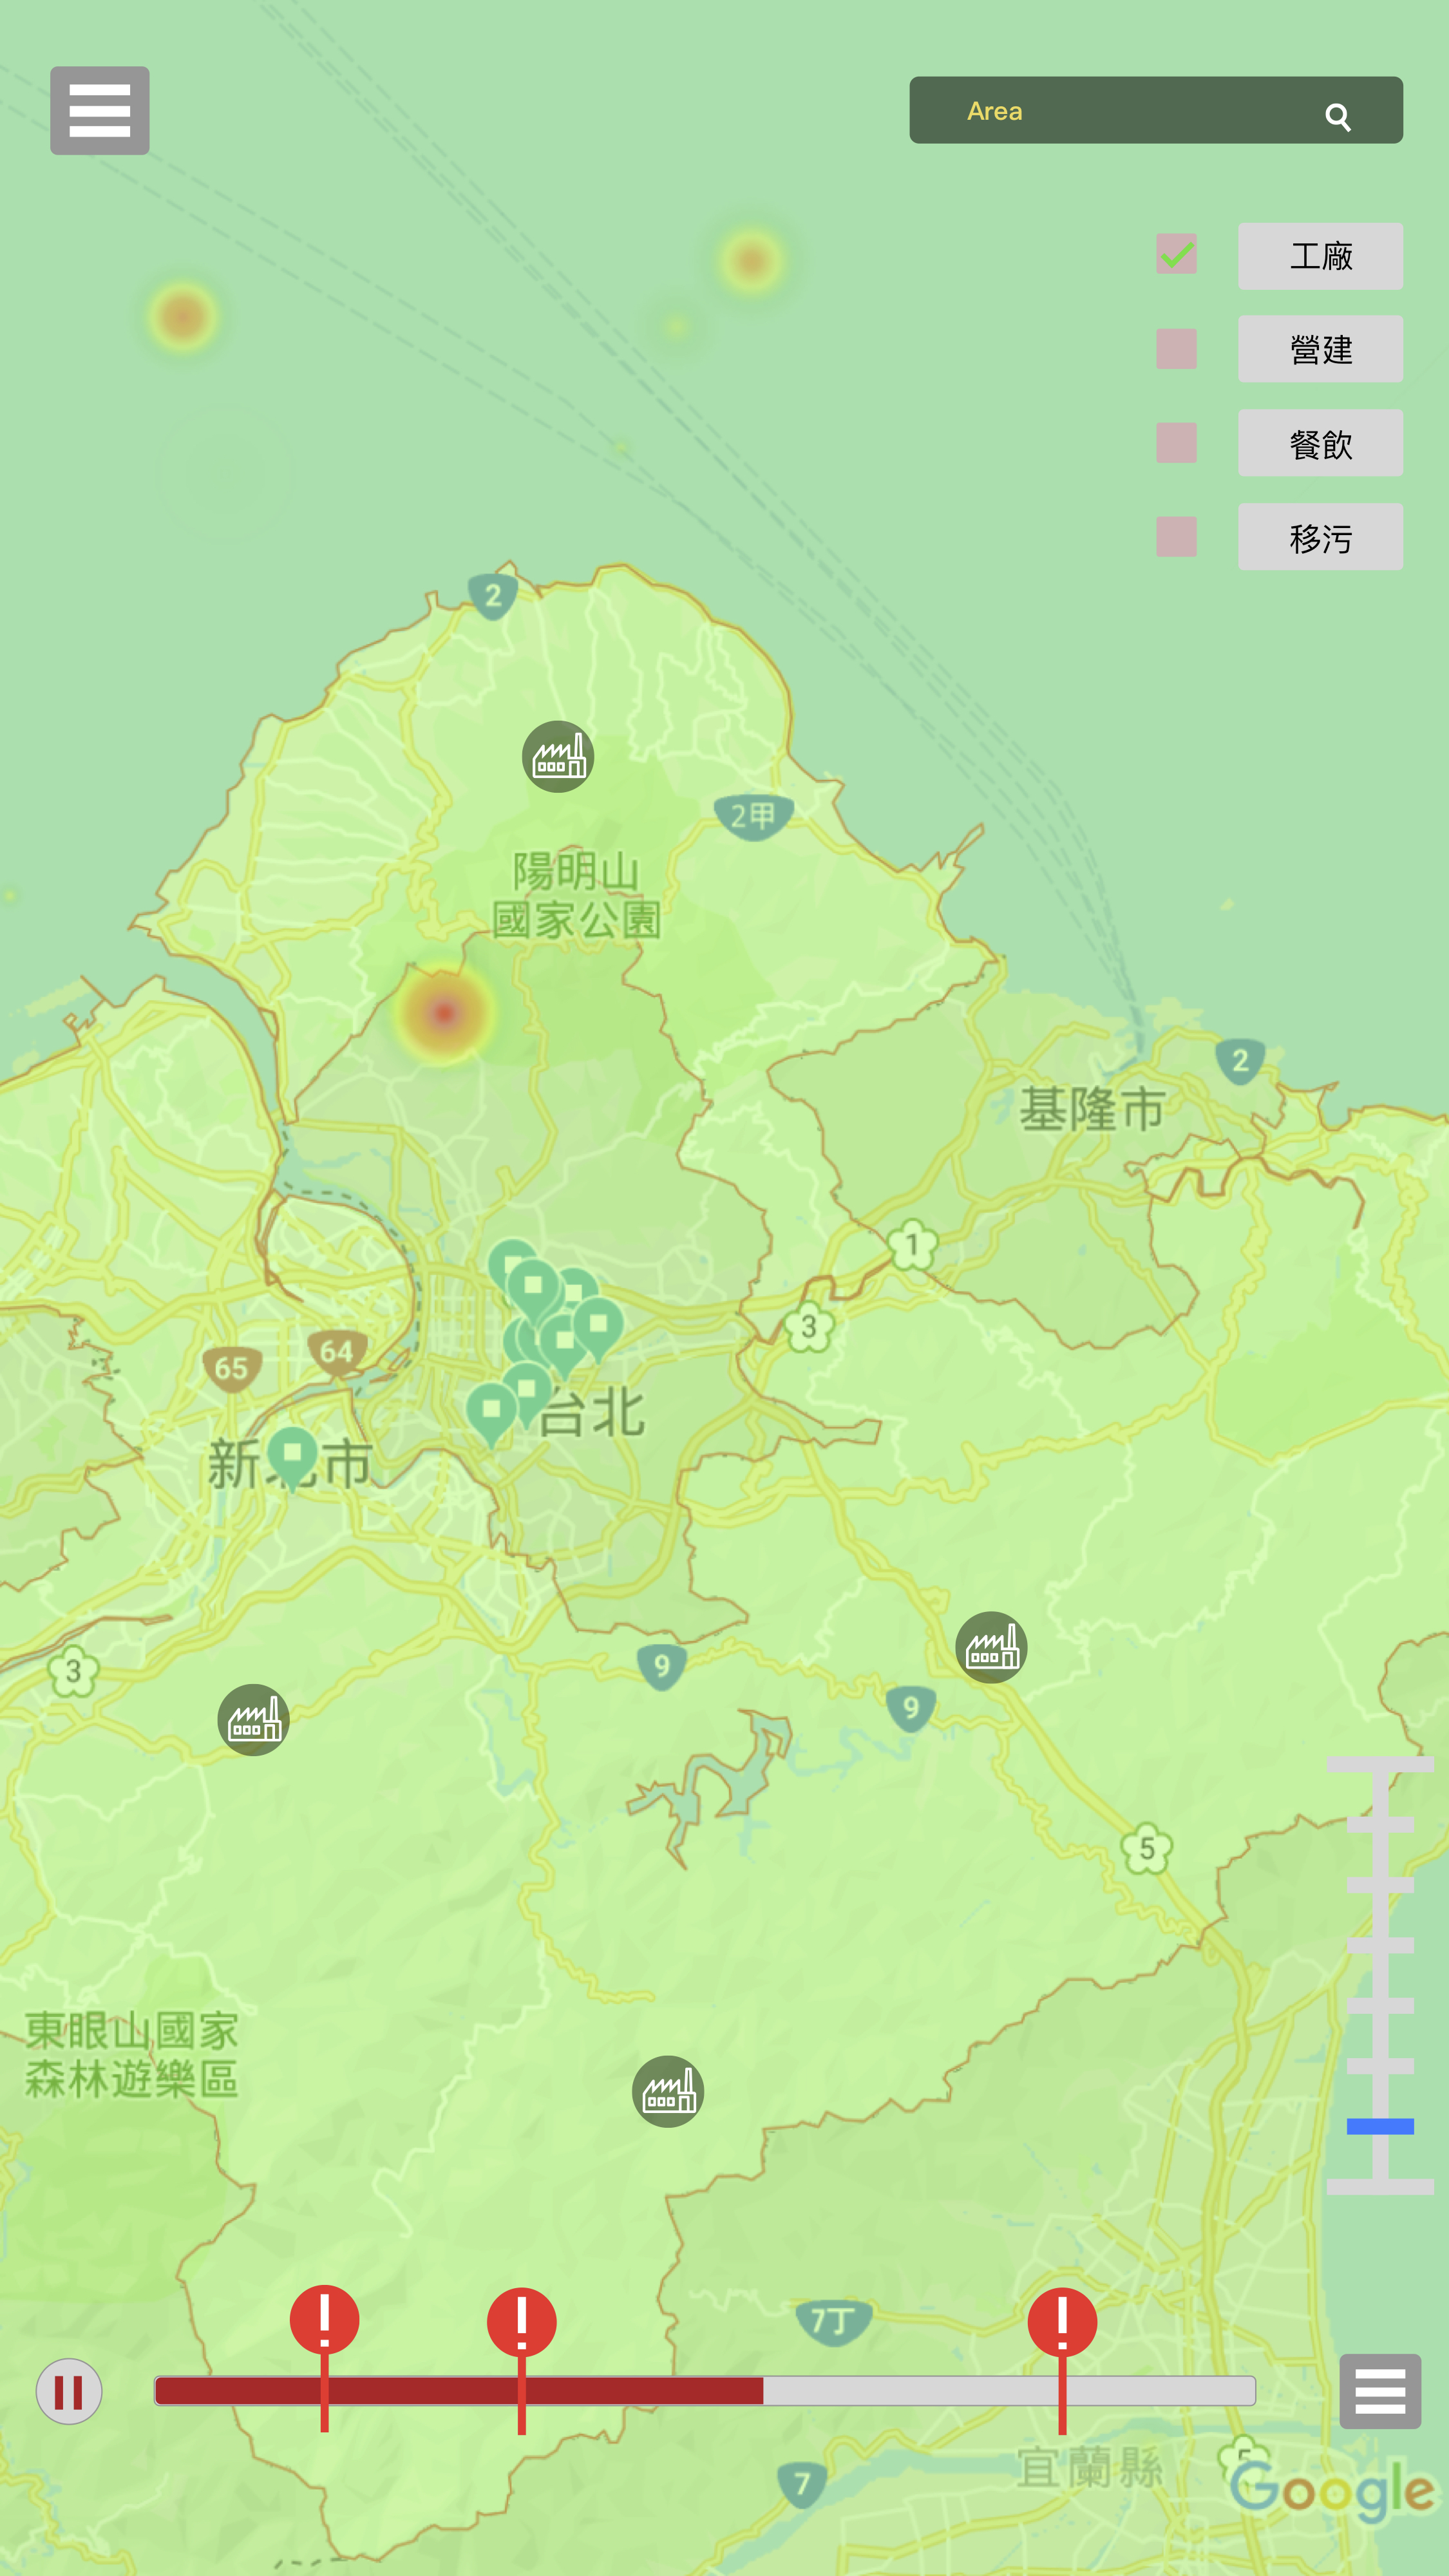 Area
工廠
營建
餐飲
移污
2
2甲
陽明山
國家公園
2
基隆市
1
3
64
65
台北
新北市
3
9
9
5
東眼山國家
森林遊樂區
7丁
宜蘭縣
5
7
Google